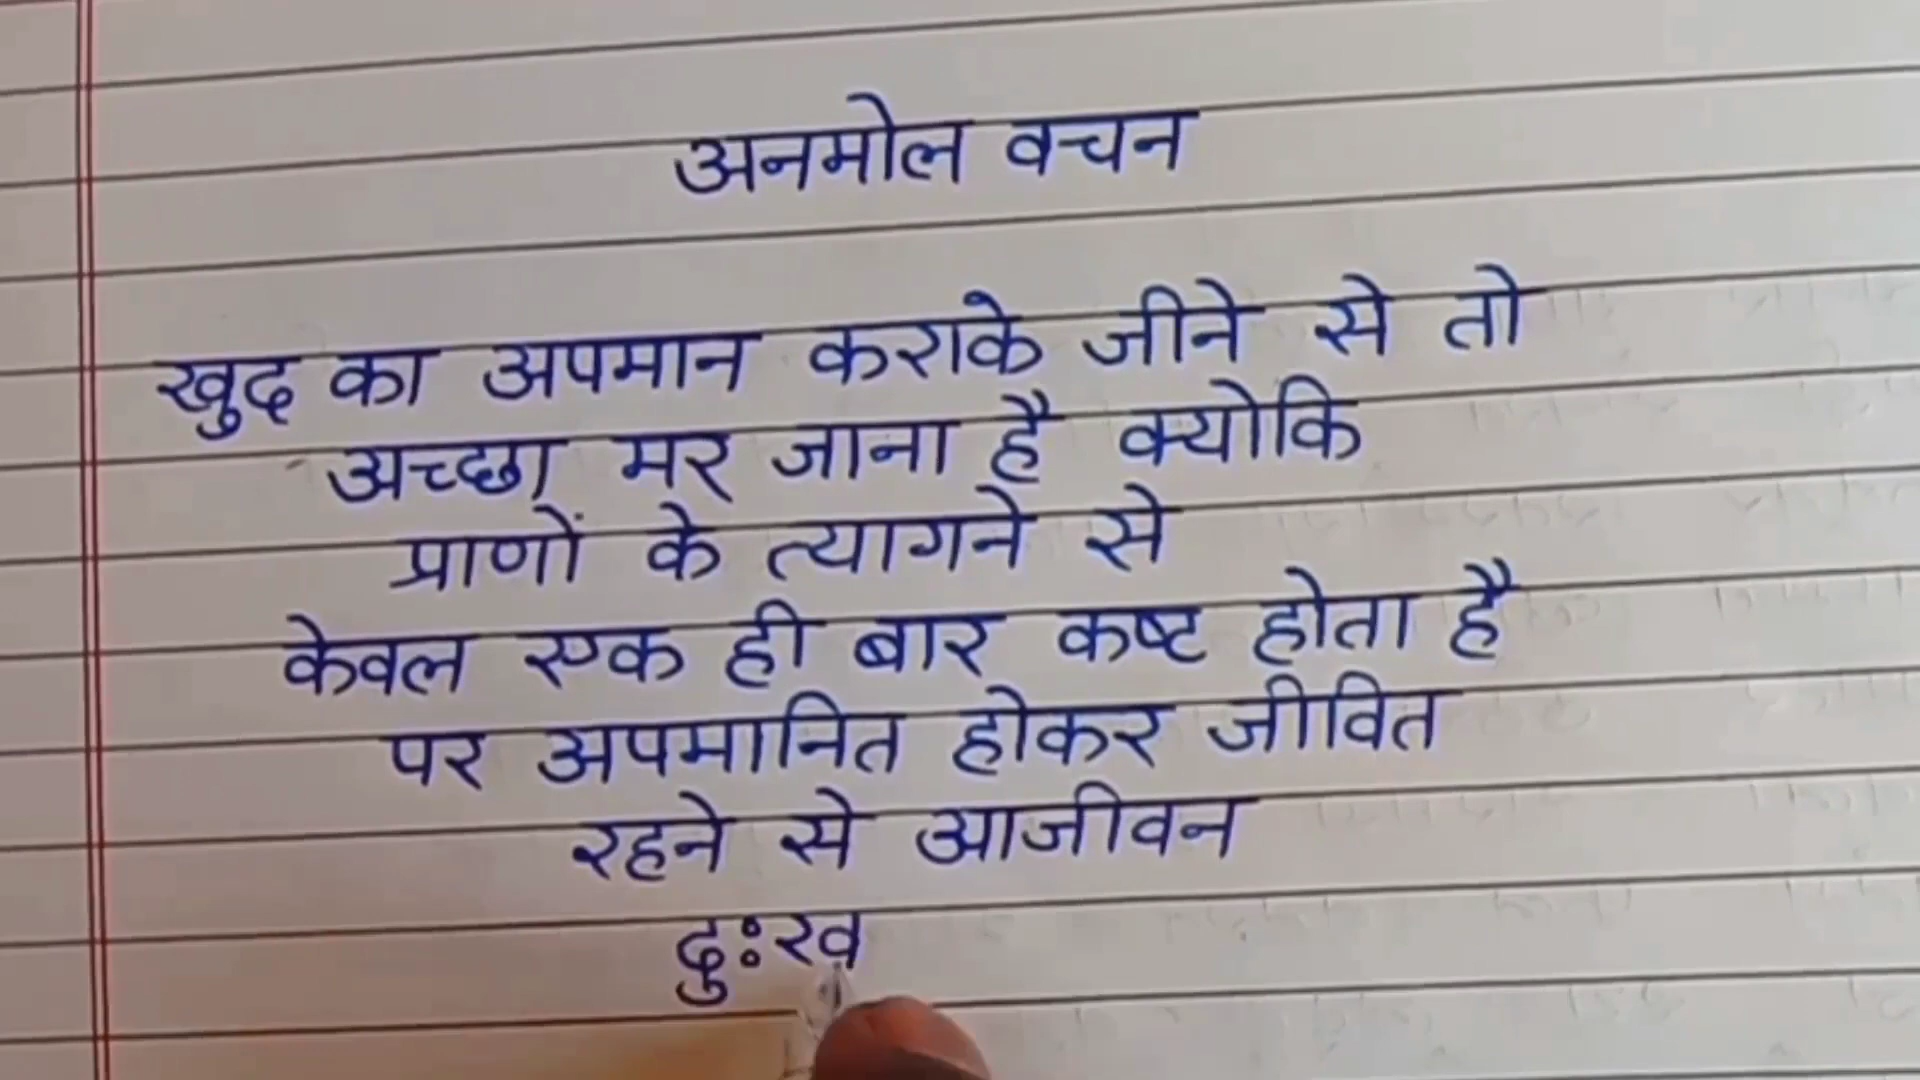 अनमोल वचन
खुद का अपमान कराके जीने से तो
अच्छा मर जाना है क्योकि
प्राणों के त्यागने से
केवल एक ही बार कष्ट होता है
पर अपमानित होकर जीवित
रहने से आजीवन
दुःख